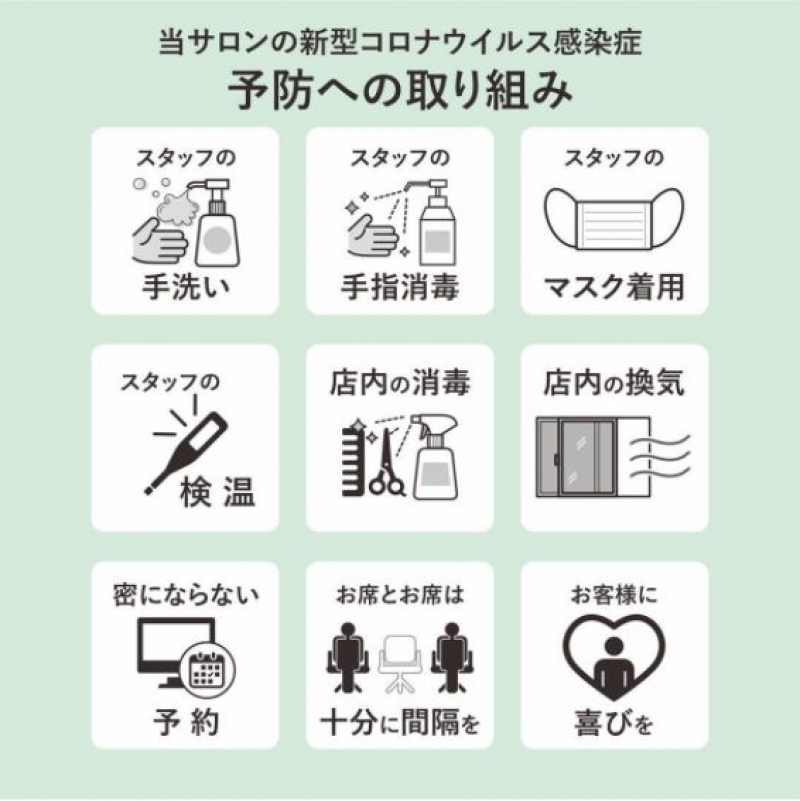 当サロンの新型コロナウイルス感染症
予防への取り組み
スタッフの
手洗い
スタッフの
手指消毒
スタッフの
マスク着用
スタッフの
検温
店内の消毒
店内の換気
密にならない
予約
お席とお席は
十分に間隔を
お客様に
喜びを